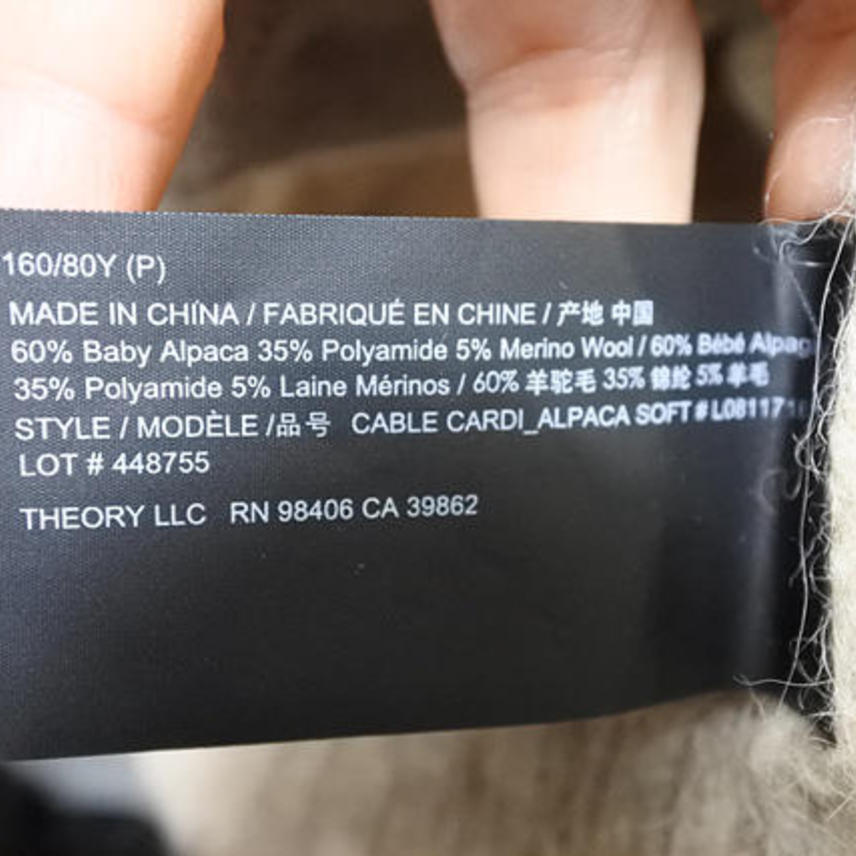 160/80Y (P)
MADE IN CHINA / FABRIQUÉ EN CHINE / 产地 中国
60% Baby Alpaca 35% Polyamide 5% Merino Wool / 60% Bébé
35% Polyamide 5% Laine Mérinos / 60% 羊驼毛 35% 锦纶 5% 羊毛
STYLE / MODÈLE /品号 CABLE CARDI_ALPACA SOFT
LOT # 448755
THEORY LLC RN 98406 CA 39862